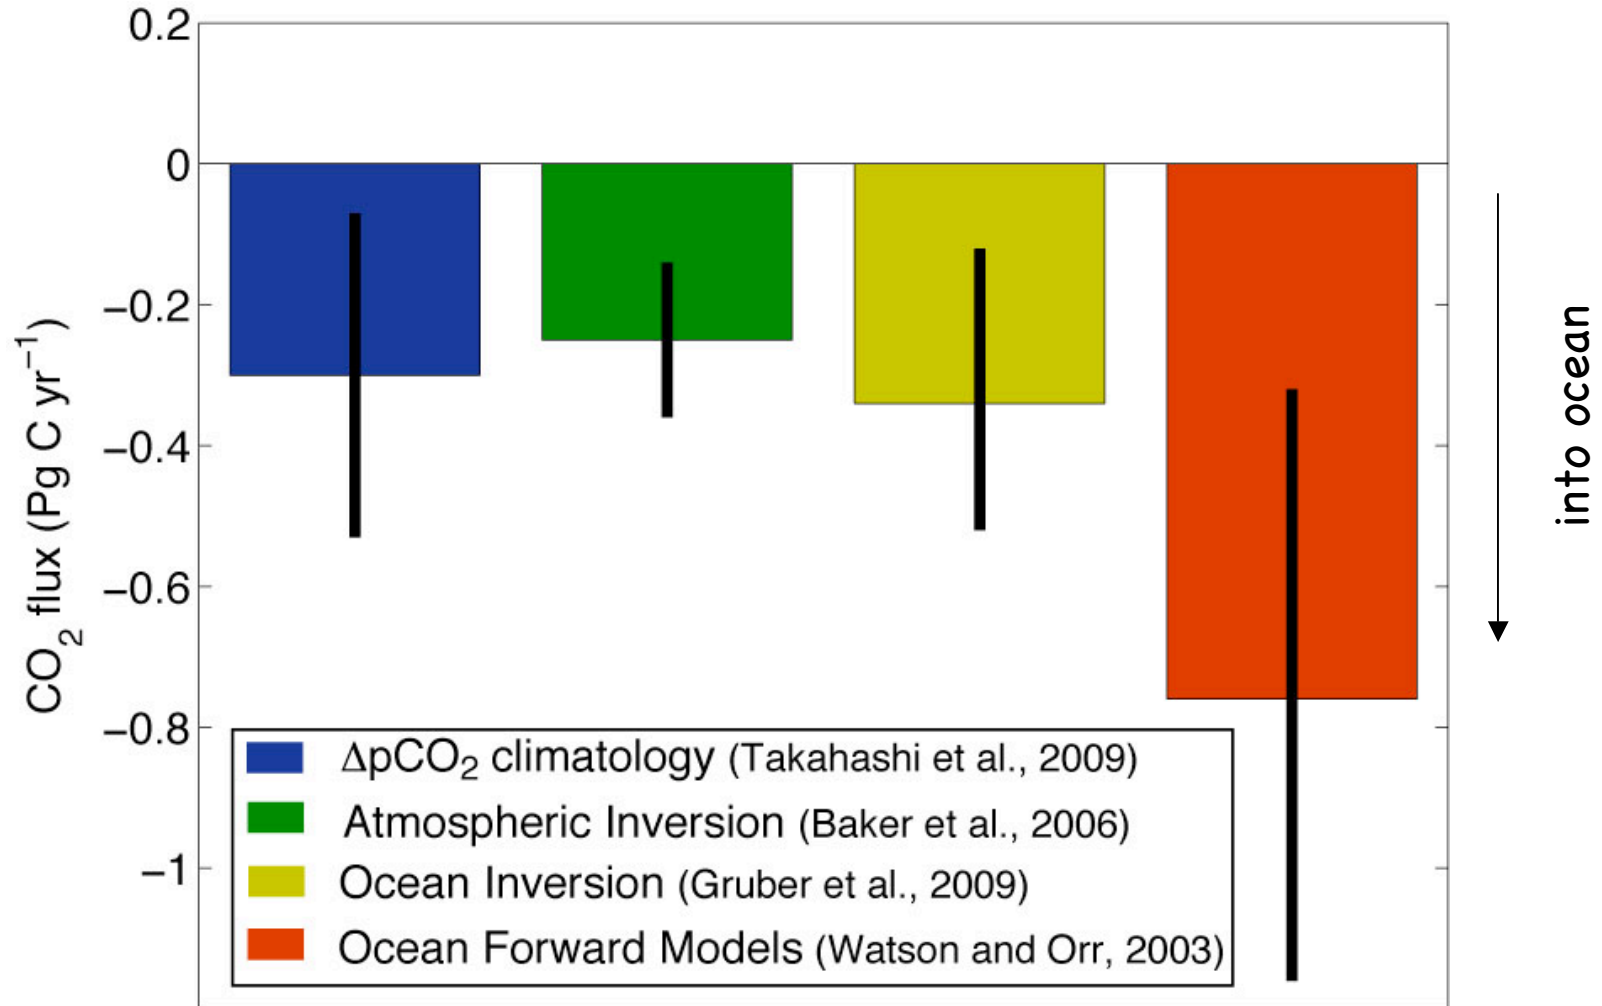 0.2
0
−0.2
−0.4
−0.6
−0.8
−1
CO₂ flux (Pg C yr⁻¹)
into ocean
ΔpCO₂ climatology (Takahashi et al., 2009)
Atmospheric Inversion (Baker et al., 2006)
Ocean Inversion (Gruber et al., 2009)
Ocean Forward Models (Watson and Orr, 2003)